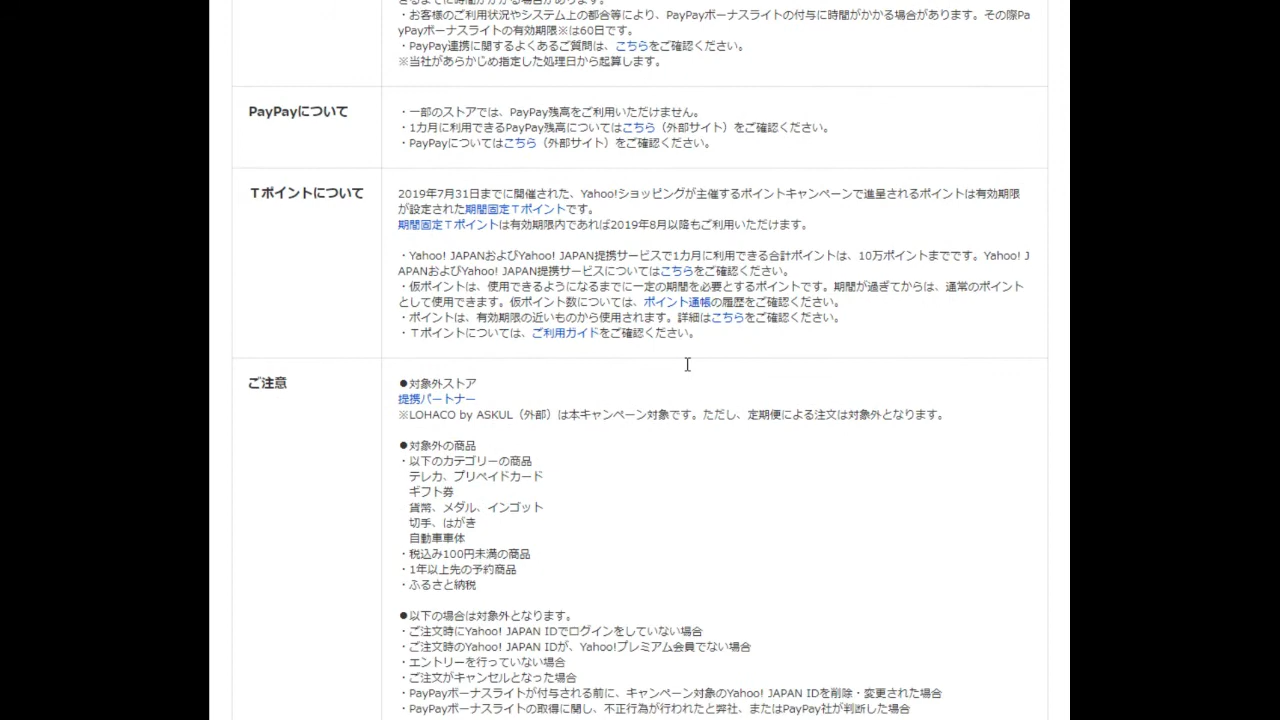 ・お客様のご利用状況やシステム上の都合等により、PayPayボーナスライトの付与に時間がかかる場合があります。その際Pa
yPayボーナスライトの有効期限※は60日です。
・PayPay連携に関するよくあるご質問は、こちらをご確認ください。
※当社があらかじめ指定した処理日から起算します。
PayPayについて
・一部のストアでは、PayPay残高をご利用いただけません。
・1カ月に利用できるPayPay残高についてはこちら（外部サイト）をご確認ください。
・PayPayについてはこちら（外部サイト）をご確認ください。
Ｔポイントについて
2019年7月31日までに開催された、Yahoo!ショッピングが主催するポイントキャンペーンで進呈されるポイントは有効期限
が設定された期間固定Ｔポイントです。
期間固定Ｔポイントは有効期限内であれば2019年8月以降もご利用いただけます。
・Yahoo! JAPANおよびYahoo! JAPAN提携サービスで1カ月に利用できる合計ポイントは、10万ポイントまでです。Yahoo! J
APANおよびYahoo! JAPAN提携サービスについてはこちらをご確認ください。
・仮ポイントは、使用できるようになるまでに一定の期間を必要とするポイントです。期間が過ぎてからは、通常のポイント
として使用できます。仮ポイント数については、ポイント通帳の履歴をご確認ください。
・ポイントは、有効期限の近いものから使用されます。詳細はこちらをご確認ください。
・Ｔポイントについては、ご利用ガイドをご確認ください。
ご注意
●対象外ストア
提携パートナー
※LOHACO by ASKUL（外部）は本キャンペーン対象です。ただし、定期便による注文は対象外となります。
●対象外の商品
・以下のカテゴリーの商品
テレカ、プリペイドカード
ギフト券
貨幣、メダル、インゴット
切手、はがき
自動車車体
・税込み100円未満の商品
・1年以上先の予約商品
・ふるさと納税
●以下の場合は対象外となります。
・ご注文時にYahoo! JAPAN IDでログインをしていない場合
・ご注文時のYahoo! JAPAN IDが、Yahoo!プレミアム会員でない場合
・エントリーを行っていない場合
・ご注文がキャンセルとなった場合
・PayPayボーナスライトが付与される前に、キャンペーン対象のYahoo! JAPAN IDを削除・変更された場合
・PayPayボーナスライトの取得に関し、不正行為が行われたと弊社、またはPayPay社が判断した場合